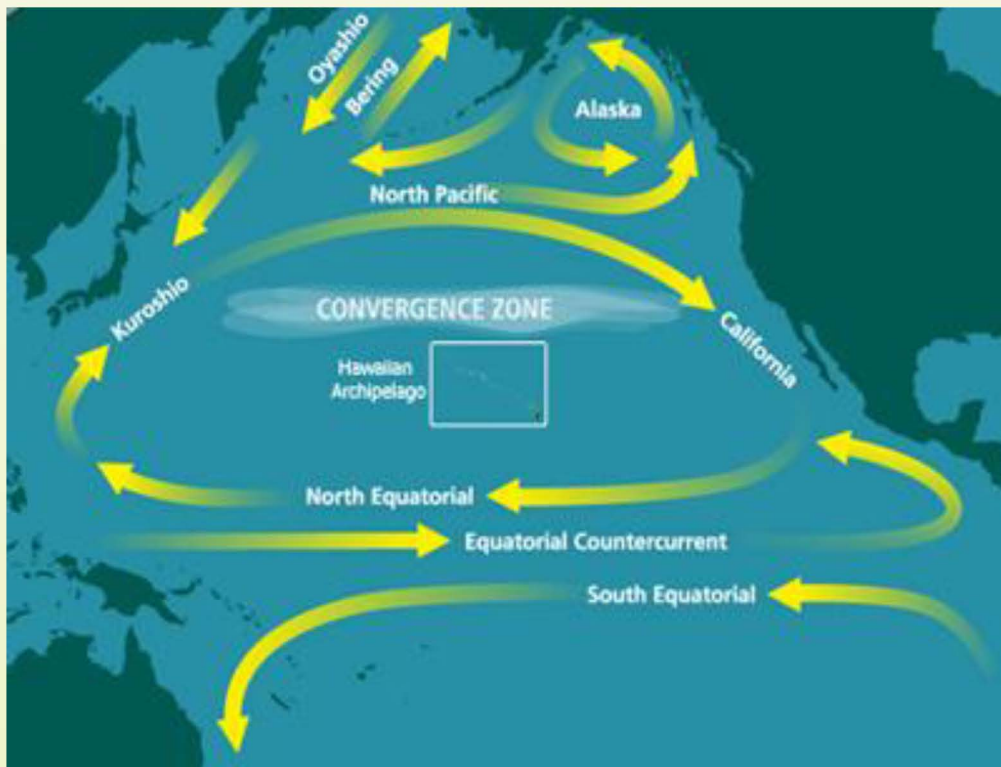 Oyashio
Bering
Alaska
North Pacific
Kuroshio
CONVERGENCE ZONE
California
Hawaiian
Archipelago
North Equatorial
Equatorial Countercurrent
South Equatorial